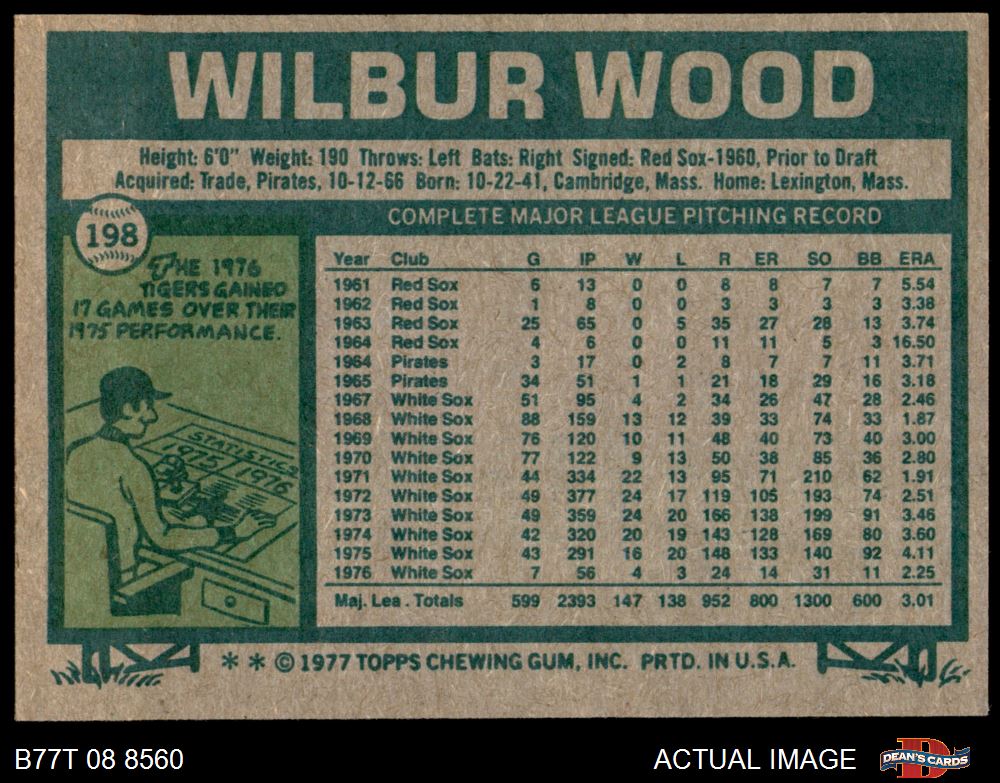 WILBUR WOOD
Height: 6'0" Weight: 190 Throws: Left Bats: Right Signed: Red Sox-1960, Prior to Draft
Acquired: Trade, Pirates, 10-12-66 Born: 10-22-41, Cambridge, Mass. Home: Lexington, Mass.
198
THE 1976
TIGERS GAINED
17 GAMES OVER THEIR
1975 PERFORMANCE.
STATISTICS
1975 1976
COMPLETE MAJOR LEAGUE PITCHING RECORD
Year Club G IP W L R ER SO BB ERA
1961 Red Sox 6 13 0 0 8 8 7 7 5.54
1962 Red Sox 1 8 0 0 3 3 3 3 3.38
1963 Red Sox 25 65 0 5 35 27 28 13 3.74
1964 Red Sox 4 6 0 0 11 11 5 3 16.50
1964 Pirates 3 17 0 2 8 7 7 11 3.71
1965 Pirates 34 51 1 1 21 18 29 16 3.18
1967 White Sox 51 95 4 2 34 26 47 28 2.46
1968 White Sox 88 159 13 12 39 33 74 33 1.87
1969 White Sox 76 120 10 11 48 40 73 40 3.00
1970 White Sox 77 122 9 13 50 38 85 36 2.80
1971 White Sox 44 334 22 13 95 71 210 62 1.91
1972 White Sox 49 377 24 17 119 105 193 74 2.51
1973 White Sox 49 359 24 20 166 138 199 91 3.46
1974 White Sox 42 320 20 19 143 128 169 80 3.60
1975 White Sox 43 291 16 20 148 133 140 92 4.11
1976 White Sox 7 56 4 3 24 14 31 11 2.25
Maj. Lea. Totals 599 2393 147 138 952 800 1300 600 3.01
* * © 1977 TOPPS CHEWING GUM, INC. PRTD. IN U.S.A.
B77T 08 8560 ACTUAL IMAGE DEAN'S CARDS